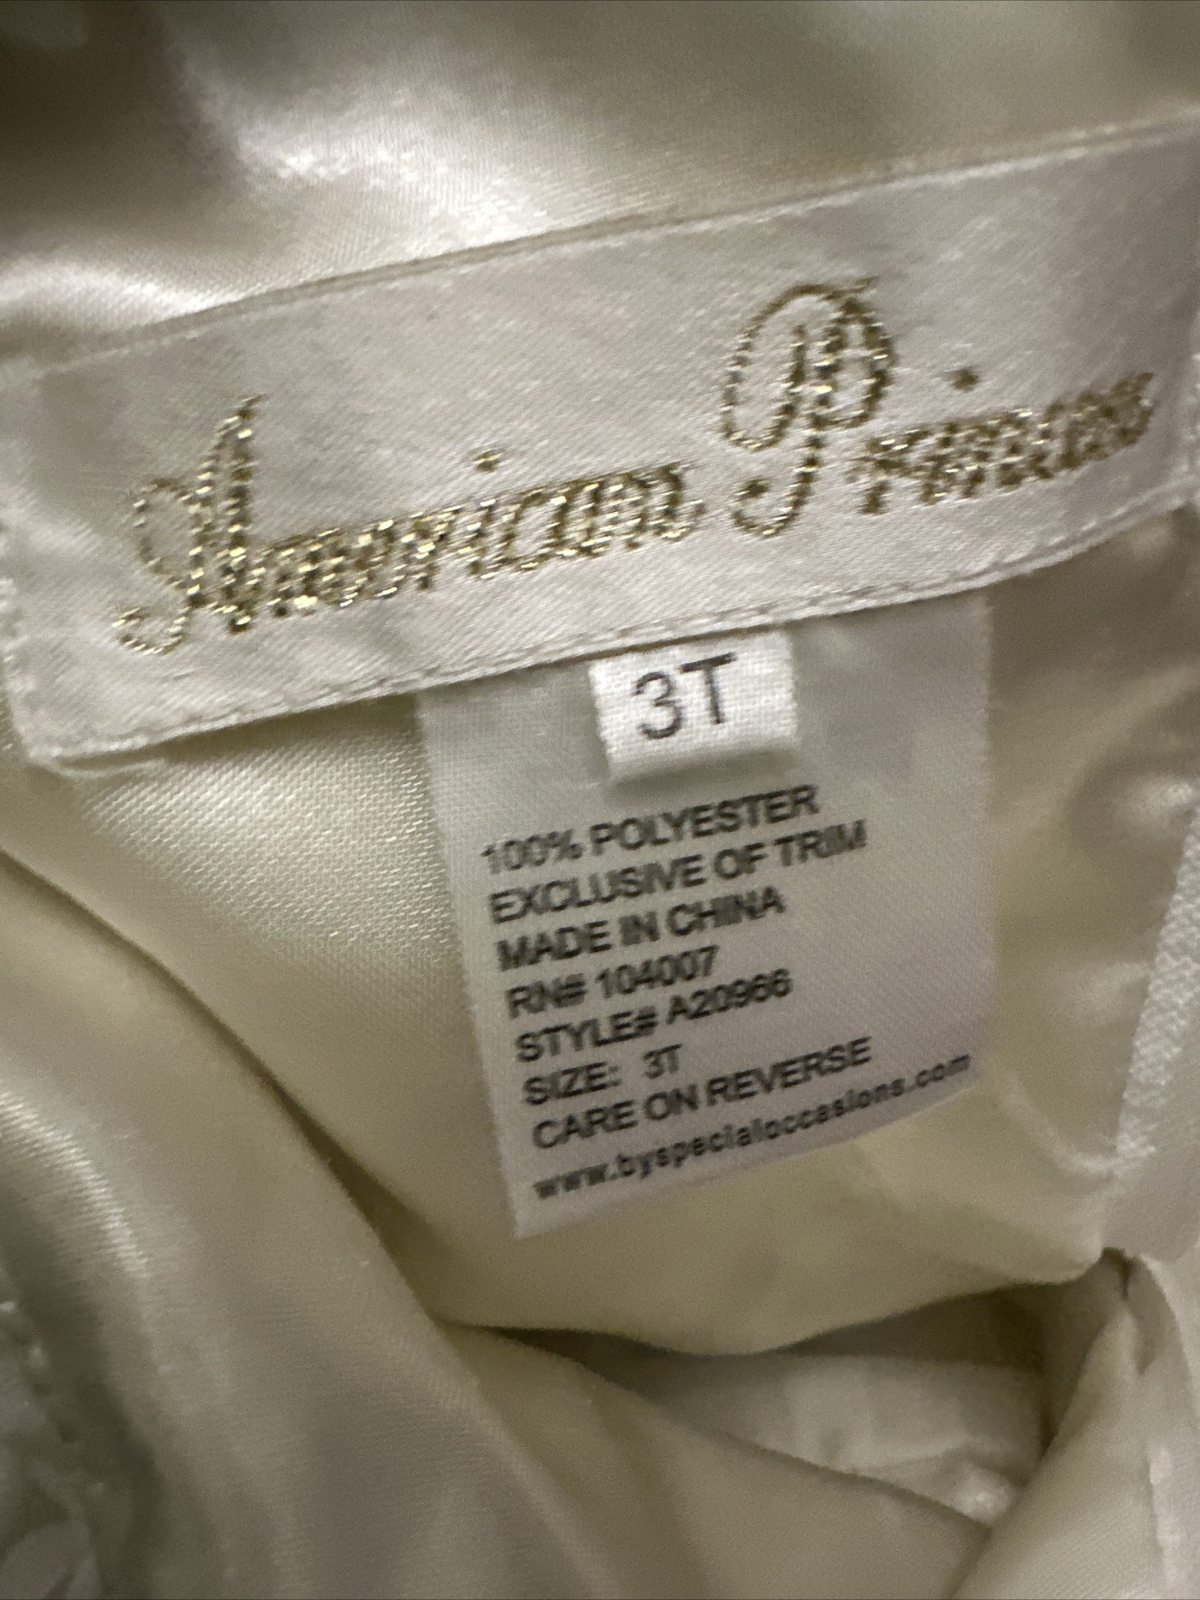 American Princess
3T
100% POLYESTER
EXCLUSIVE OF TRIM
MADE IN CHINA
RN# 104007
STYLE# A20966
SIZE: 3T
CARE ON REVERSE
www.byspecialoccasions.com